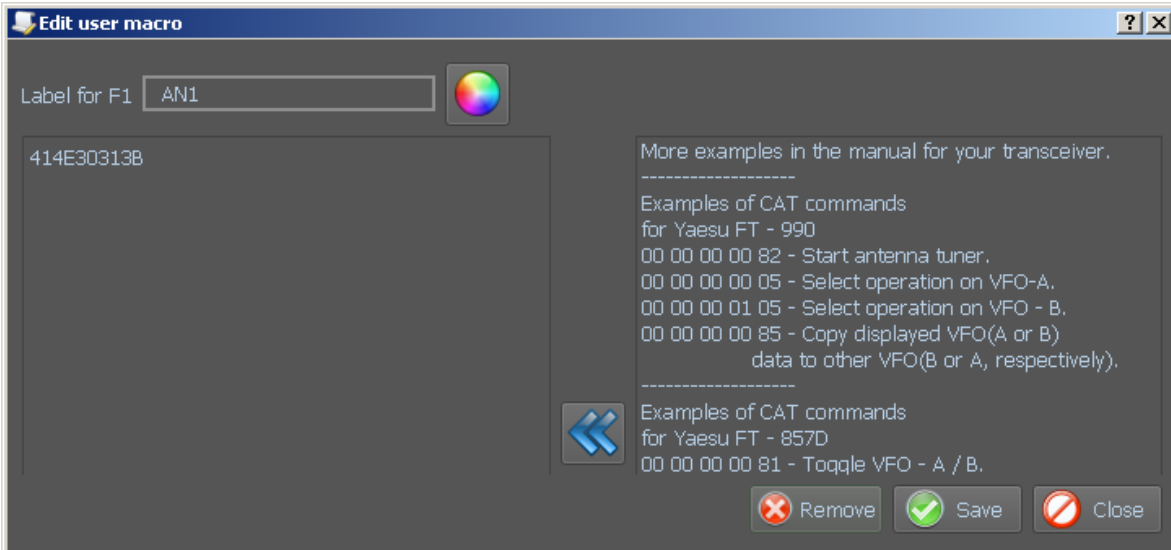 Edit user macro
? X
Label for F1 AN1
414E30313B
More examples in the manual for your transceiver.
-------------------
Examples of CAT commands
for Yaesu FT - 990
00 00 00 00 82 - Start antenna tuner.
00 00 00 00 05 - Select operation on VFO-A.
00 00 00 01 05 - Select operation on VFO - B.
00 00 00 00 85 - Copy displayed VFO(A or B)
data to other VFO(B or A, respectively).
-------------------
Examples of CAT commands
for Yaesu FT - 857D
00 00 00 00 81 - Toggle VFO - A / B.
Remove Save Close